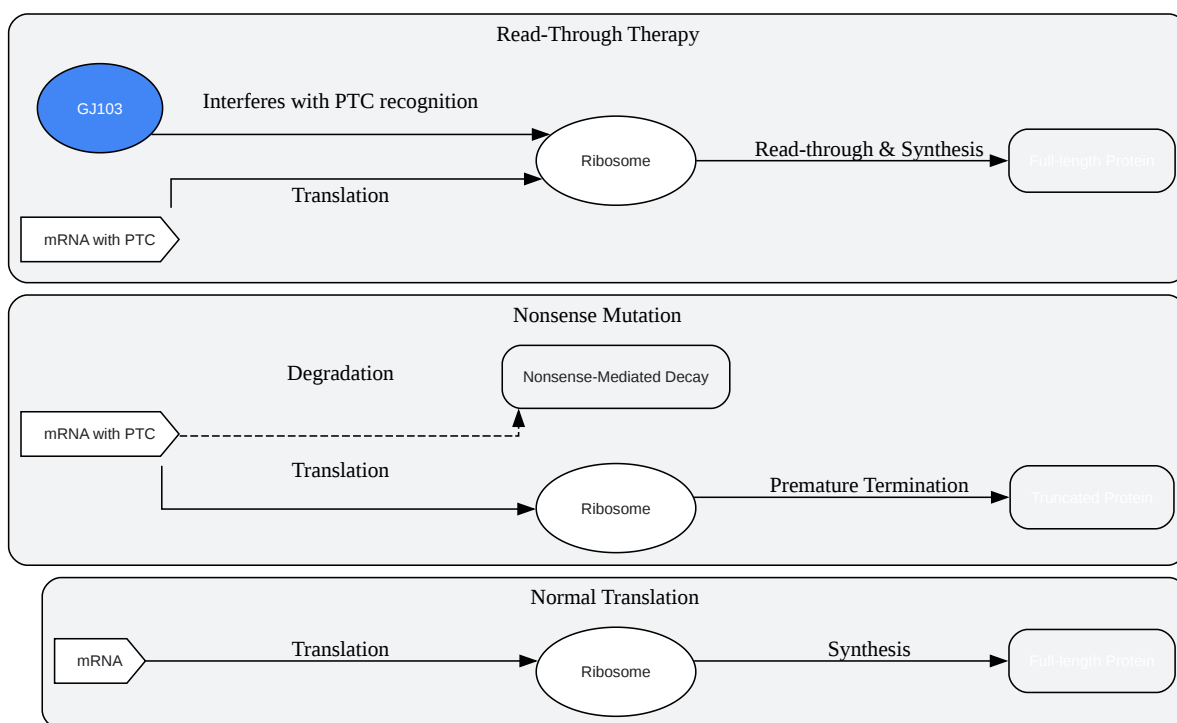 Read-Through Therapy
GJ103
Interferes with PTC recognition
Ribosome
Read-through & Synthesis
Full-length Protein
Translation
mRNA with PTC
Nonsense Mutation
Degradation
Nonsense-Mediated Decay
mRNA with PTC
Translation
Ribosome
Premature Termination
Truncated Protein
Normal Translation
mRNA
Translation
Ribosome
Synthesis
Full-length Protein